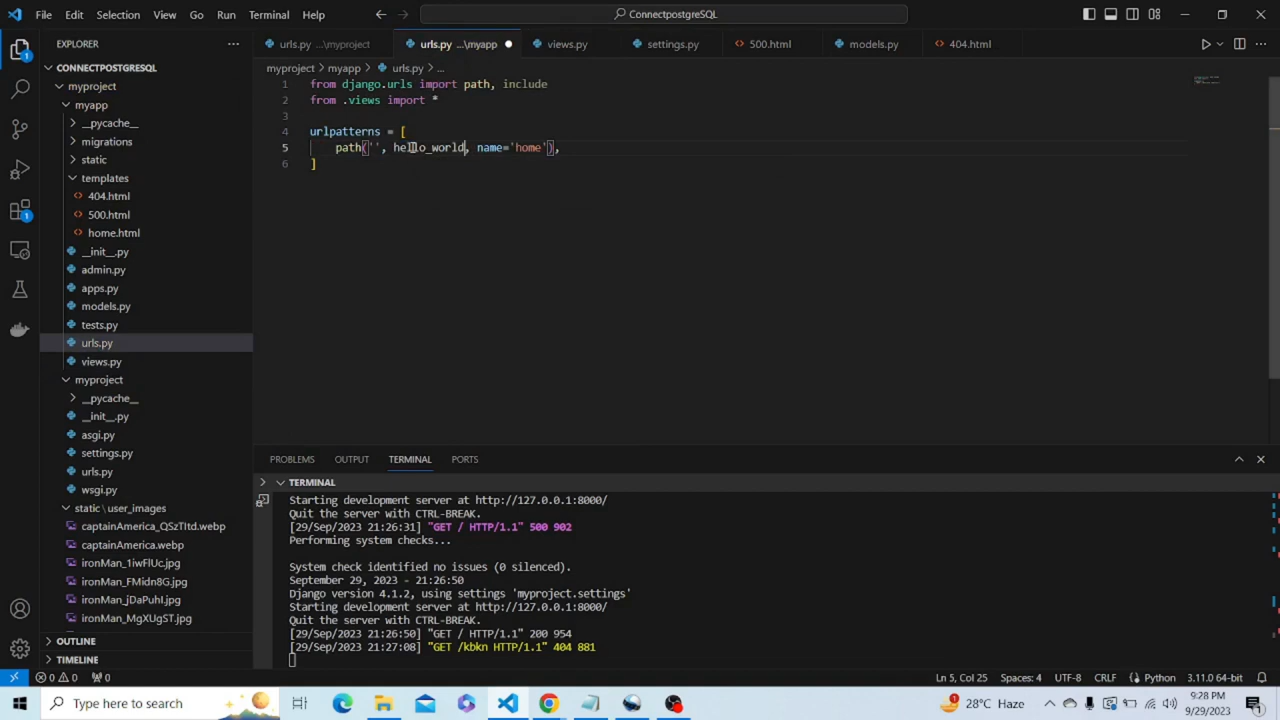 File Edit Selection View Go Run Terminal Help
ConnectpostgreSQL
EXPLORER
urls.py ...\myproject
urls.py ...\myapp
views.py
settings.py
500.html
models.py
404.html
CONNECTPOSTGRESQL
myproject
myapp
__pycache__
migrations
static
templates
404.html
500.html
home.html
__init__.py
admin.py
apps.py
models.py
tests.py
urls.py
views.py
myproject
__pycache__
__init__.py
asgi.py
settings.py
urls.py
wsgi.py
static \ user_images
captainAmerica_QSzTItd.webp
captainAmerica.webp
ironMan_1iwFlUc.jpg
ironMan_FMidn8G.jpg
ironMan_jDaPuhI.jpg
ironMan_MgXUgST.jpg
OUTLINE
TIMELINE
myproject > myapp > urls.py > ...
1 from django.urls import path, include
2 from .views import *
3
4 urlpatterns = [
5 path('', hello_world, name='home'),
6 ]
PROBLEMS OUTPUT TERMINAL PORTS
TERMINAL
Starting development server at http://127.0.0.1:8000/
Quit the server with CTRL-BREAK.
[29/Sep/2023 21:26:31] "GET / HTTP/1.1" 500 902
Performing system checks...
System check identified no issues (0 silenced).
September 29, 2023 - 21:26:50
Django version 4.1.2, using settings 'myproject.settings'
Starting development server at http://127.0.0.1:8000/
Quit the server with CTRL-BREAK.
[29/Sep/2023 21:26:50] "GET / HTTP/1.1" 200 954
[29/Sep/2023 21:27:08] "GET /kbkn HTTP/1.1" 404 881
0 0 0 Ln 5, Col 25 Spaces: 4 UTF-8 CRLF Python 3.11.0 64-bit
Type here to search
28°C Haze
9:28 PM
9/29/2023